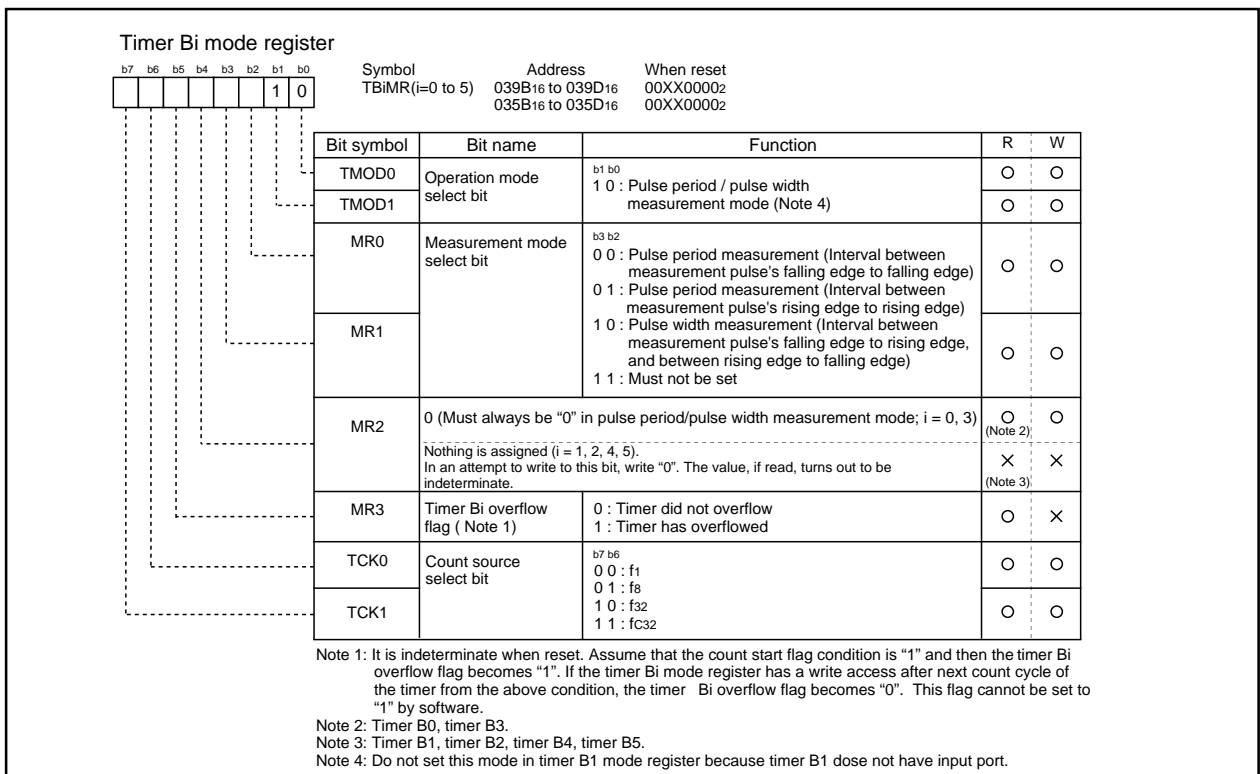 Timer Bi mode register
b7 b6 b5 b4 b3 b2 b1 b0
1 0
Symbol Address When reset
TBiMR(i=0 to 5) 039B16 to 039D16 00XX00002
035B16 to 035D16 00XX00002
Bit symbol Bit name Function R W
TMOD0 Operation mode select bit
TMOD1
b1 b0
1 0 : Pulse period / pulse width
measurement mode (Note 4)
MR0 Measurement mode select bit
MR1
b3 b2
0 0 : Pulse period measurement (Interval between
measurement pulse's falling edge to falling edge)
0 1 : Pulse period measurement (Interval between
measurement pulse's rising edge to rising edge)
1 0 : Pulse width measurement (Interval between
measurement pulse's falling edge to rising edge,
and between rising edge to falling edge)
1 1 : Must not be set
MR2
0 (Must always be “0” in pulse period/pulse width measurement mode; i = 0, 3)
(Note 2)
Nothing is assigned (i = 1, 2, 4, 5).
In an attempt to write to this bit, write “0”. The value, if read, turns out to be
indeterminate.
(Note 3)
MR3 Timer Bi overflow
flag ( Note 1)
0 : Timer did not overflow
1 : Timer has overflowed
TCK0 Count source
select bit
TCK1
b7 b6
0 0 : f1
0 1 : f8
1 0 : f32
1 1 : fC32
Note 1: It is indeterminate when reset. Assume that the count start flag condition is “1” and then the timer Bi
overflow flag becomes “1”. If the timer Bi mode register has a write access after next count cycle of
the timer from the above condition, the timer Bi overflow flag becomes “0”. This flag cannot be set to
“1” by software.
Note 2: Timer B0, timer B3.
Note 3: Timer B1, timer B2, timer B4, timer B5.
Note 4: Do not set this mode in timer B1 mode register because timer B1 dose not have input port.